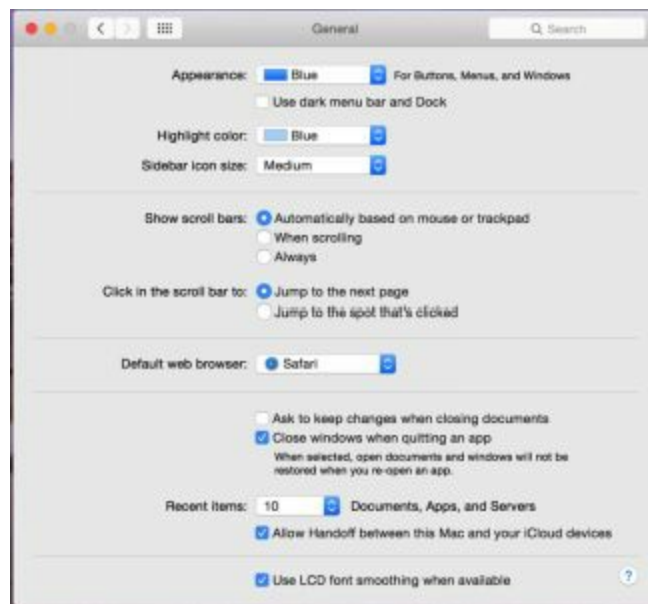 General
Search
Appearance: Blue For Buttons, Menus, and Windows
Use dark menu bar and Dock
Highlight color: Blue
Sidebar icon size: Medium
Show scroll bars: Automatically based on mouse or trackpad
When scrolling
Always
Click in the scroll bar to: Jump to the next page
Jump to the spot that's clicked
Default web browser: Safari
Ask to keep changes when closing documents
Close windows when quitting an app
When selected, open documents and windows will not be
restored when you re-open an app.
Recent items: 10 Documents, Apps, and Servers
Allow Handoff between this Mac and your iCloud devices
Use LCD font smoothing when available
?